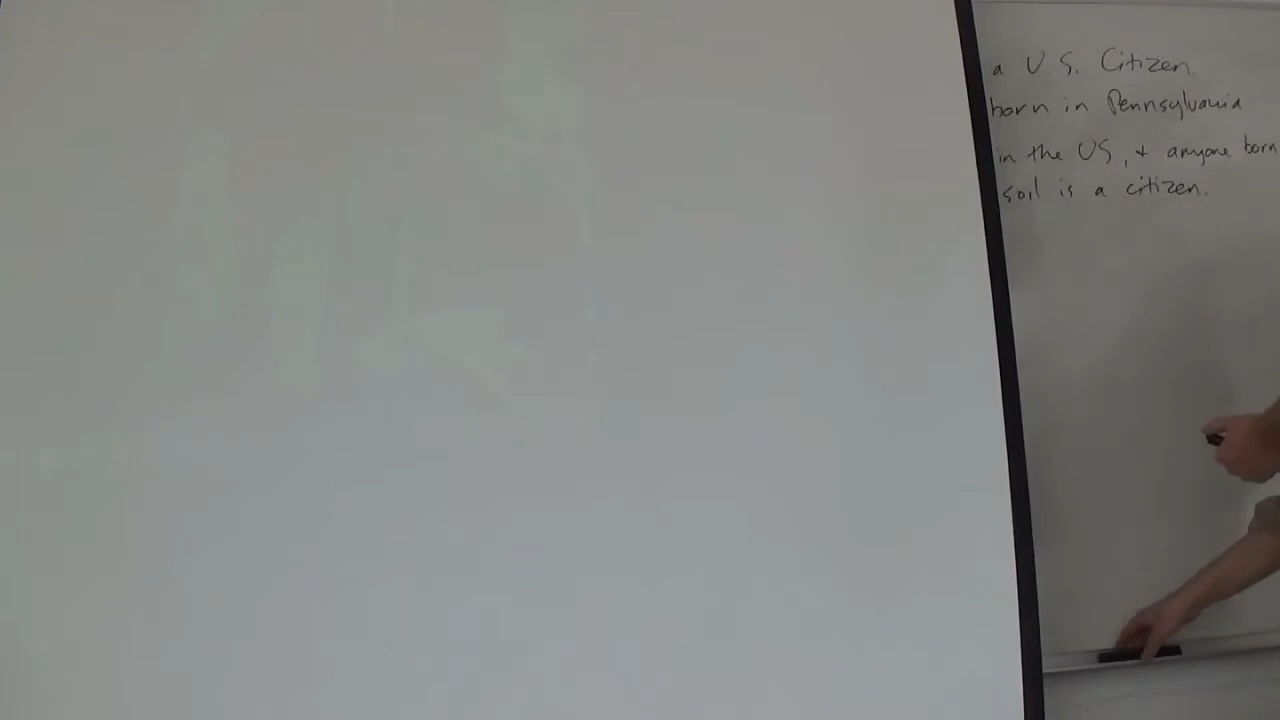 a U.S. Citizen.
born in Pennsylvania
in the US, + anyone born
soil is a citizen.